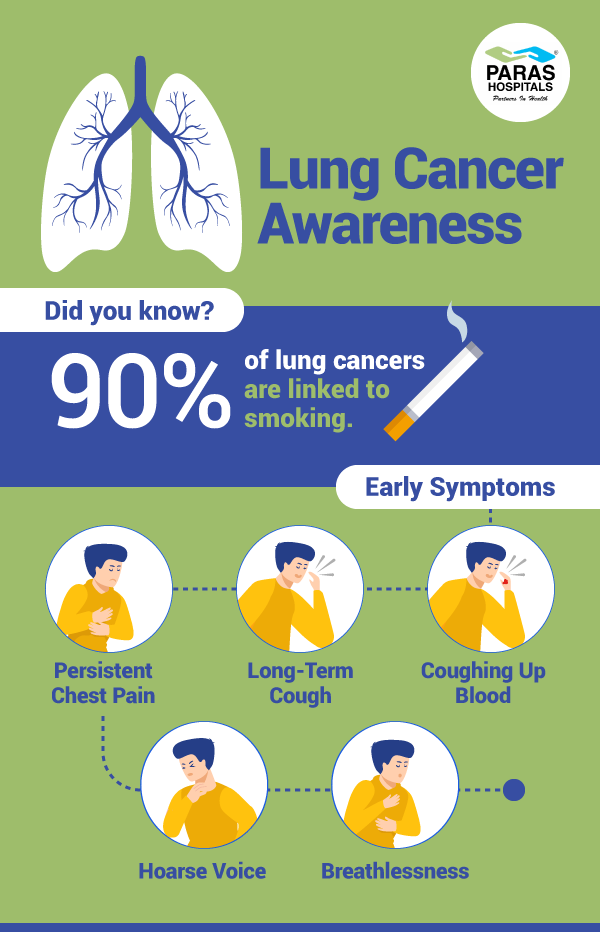 PARAS
HOSPITALS
Partners In Health
Lung Cancer
Awareness
Did you know?
90%
of lung cancers
are linked to
smoking.
Early Symptoms
Persistent
Chest Pain
Long-Term
Cough
Coughing Up
Blood
Hoarse Voice
Breathlessness